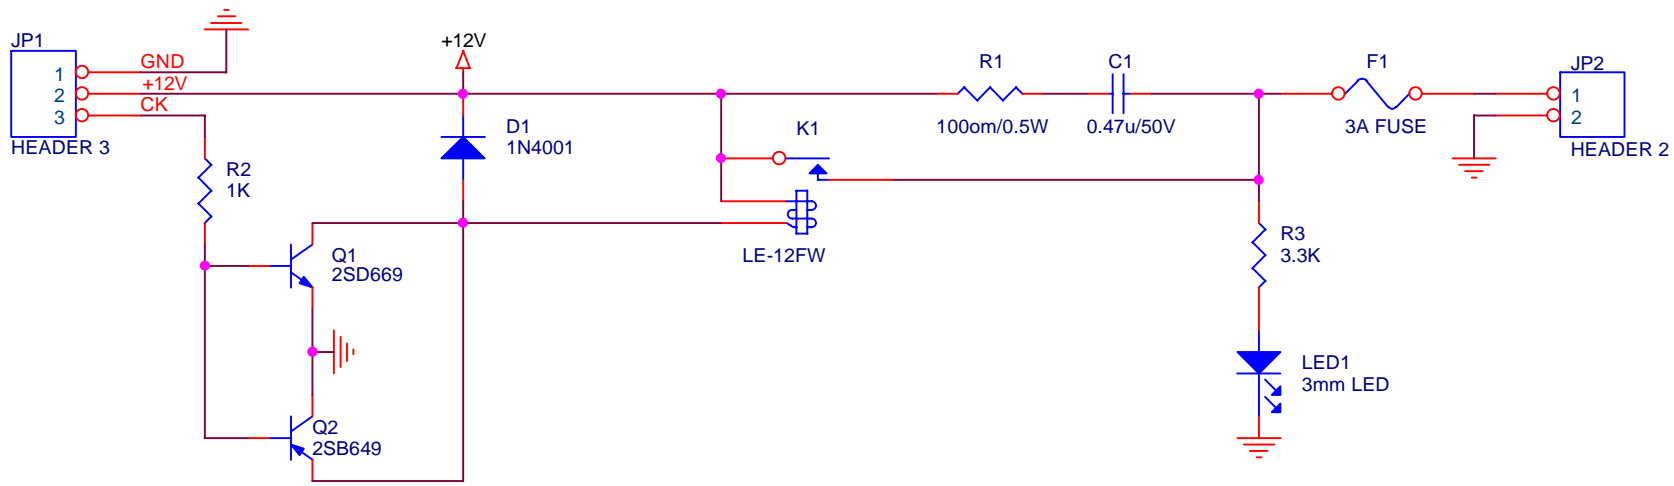 JP1
1
2
3
HEADER 3
GND
+12V
CK
R2
1K
Q1
2SD669
Q2
2SB649
+12V
D1
1N4001
K1
LE-12FW
R1
100om/0.5W
C1
0.47u/50V
F1
3A FUSE
JP2
1
2
HEADER 2
R3
3.3K
LED1
3mm LED